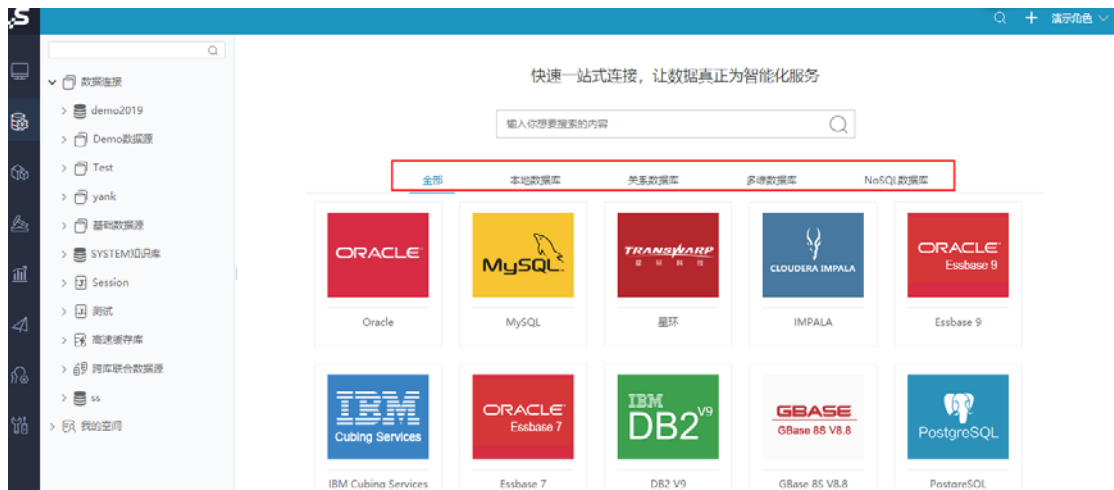 S
演示角色
数据连接
demo2019
Demo数据源
Test
yank
基础数据源
SYSTEM知识库
Session
测试
高速缓存库
跨库联合数据源
ss
我的空间
快速一站式连接，让数据真正为智能化服务
输入你想要搜索的内容
全部 本地数据库 关系数据库 多维数据库 NoSQL数据库
ORACLE MySQL TRANSWARP CLOUDERA IMPALA ORACLE
星环科技 Essbase 9
Oracle MySQL 星环 IMPALA Essbase 9
IBM ORACLE IBM GBASE PostgreSQL
Cubing Services Essbase 7 DB2 V9 GBase 8S V8.8
IBM Cubing Services Essbase 7 DB2 V9 GBase 8S V8.8 PostgreSQL